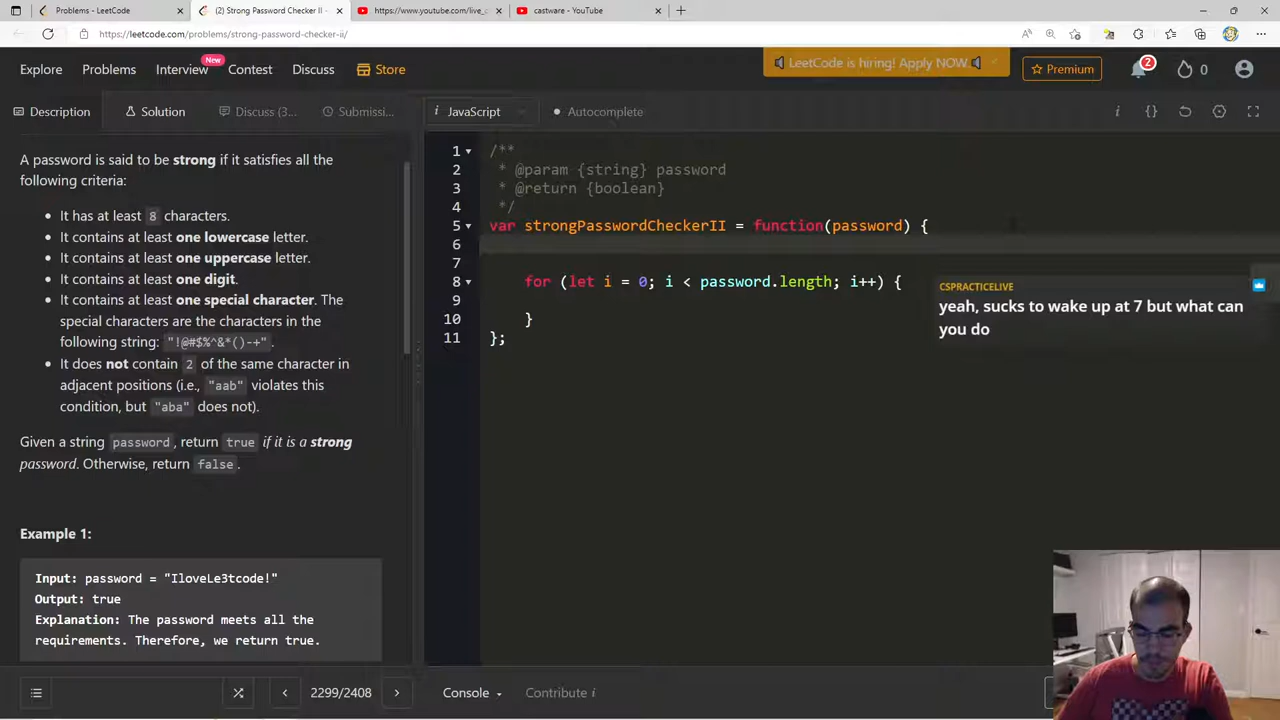 Problems - LeetCode
(2) Strong Password Checker II -
https://www.youtube.com/live_c
castware - YouTube
https://leetcode.com/problems/strong-password-checker-ii/
Explore
Problems
Interview
New
Contest
Discuss
Store
LeetCode is hiring! Apply NOW
Premium
2
0
Description
Solution
Discuss (3...
Submissi...
i JavaScript
Autocomplete
A password is said to be strong if it satisfies all the
following criteria:
It has at least 8 characters.
It contains at least one lowercase letter.
It contains at least one uppercase letter.
It contains at least one digit.
It contains at least one special character. The
special characters are the characters in the
following string: "!@#$%^&*()-+".
It does not contain 2 of the same character in
adjacent positions (i.e., "aab" violates this
condition, but "aba" does not).
Given a string password, return true if it is a strong
password. Otherwise, return false.
Example 1:
Input: password = "IloveLe3tcode!"
Output: true
Explanation: The password meets all the
requirements. Therefore, we return true.
1 /**
2 * @param {string} password
3 * @return {boolean}
4 */
5 var strongPasswordCheckerII = function(password) {
6
7
8 for (let i = 0; i < password.length; i++) {
9
10 }
11 };
CSPRACTICELIVE
yeah, sucks to wake up at 7 but what can
you do
2299/2408
Console
Contribute i